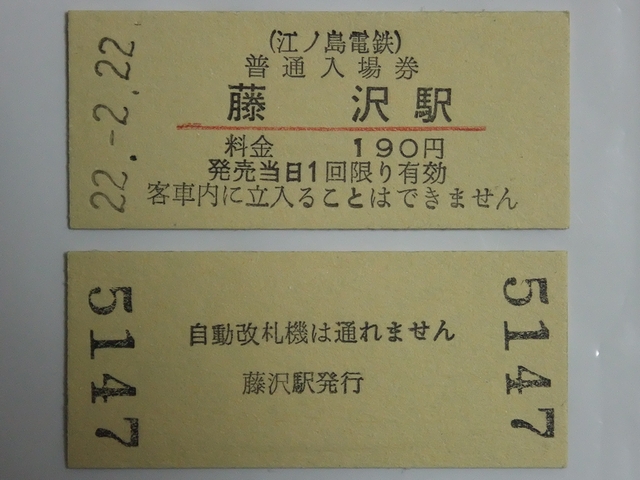 22.-2.22
(江ノ島電鉄)
普通入場券
藤沢駅
料金 190円
発売当日1回限り有効
客車内に立入ることはできません
5147
自動改札機は通れません
藤沢駅発行
5147